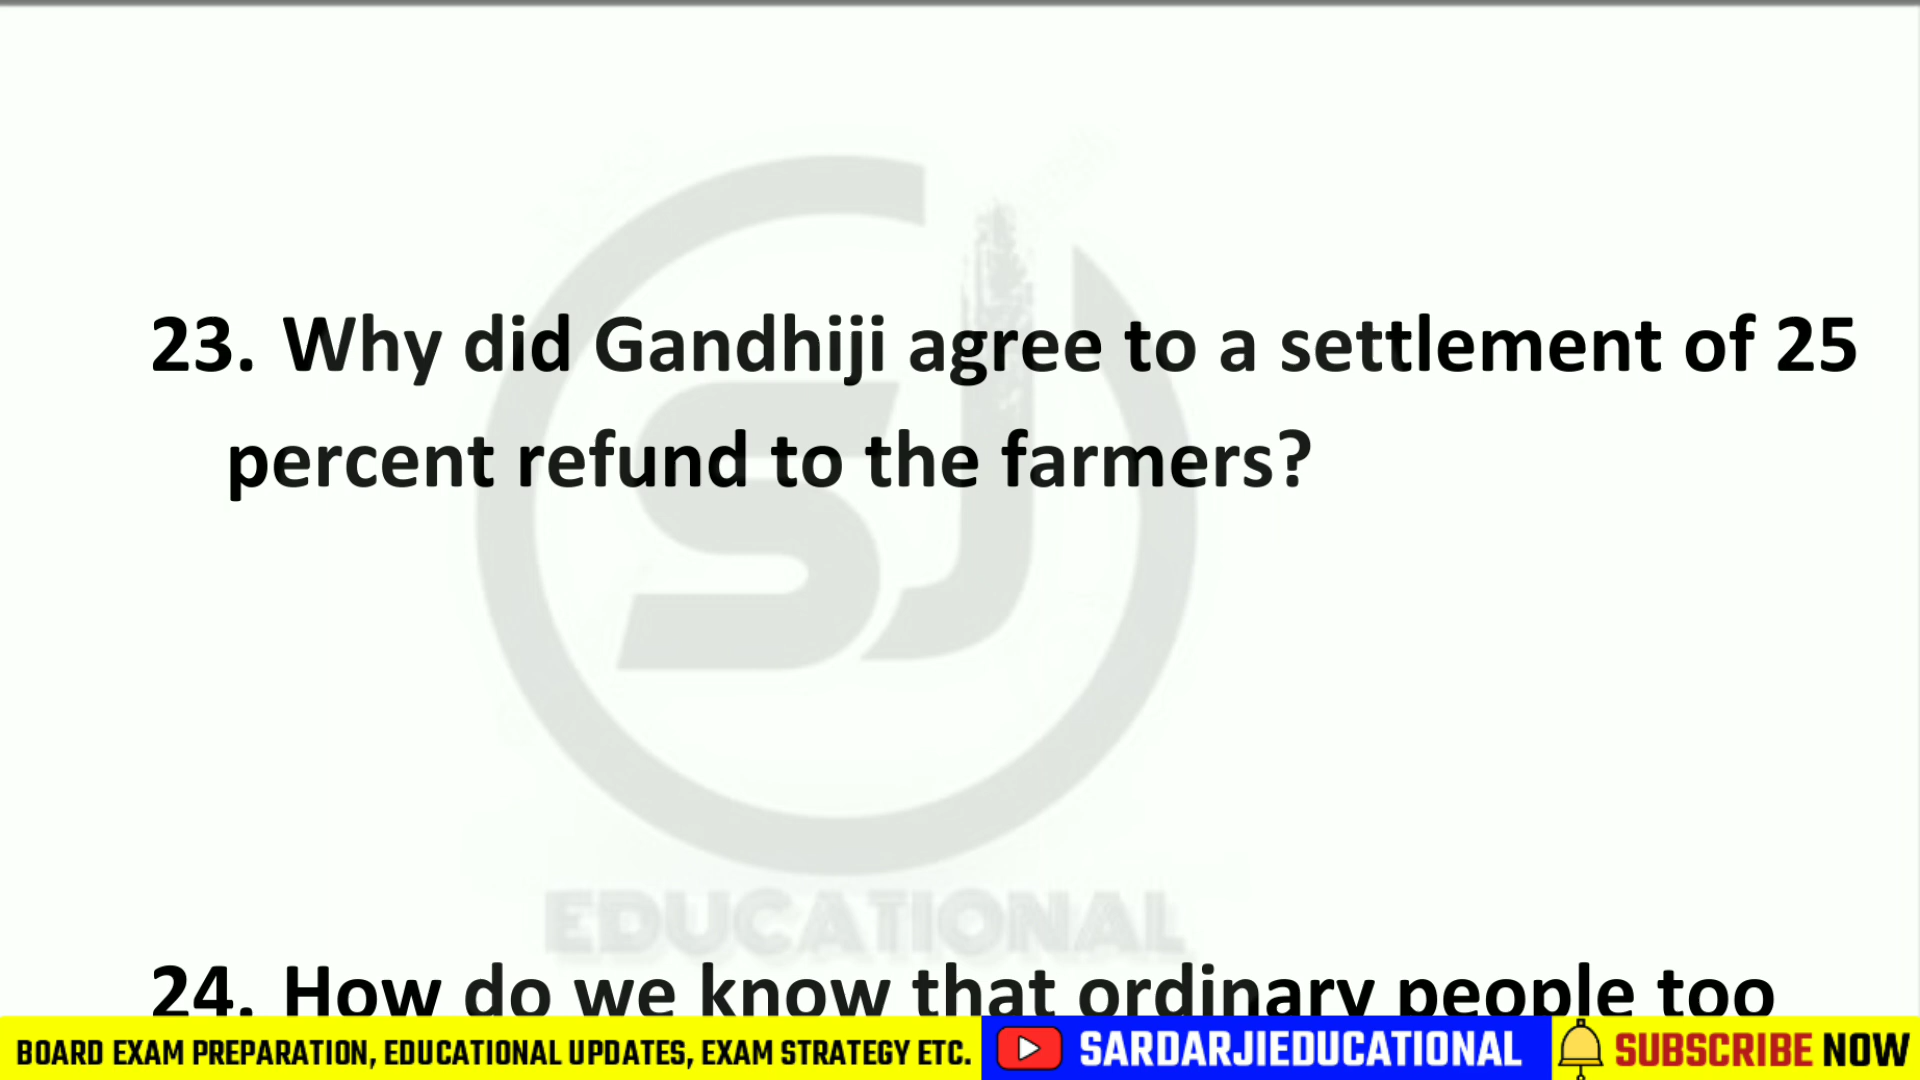 23. Why did Gandhiji agree to a settlement of 25
percent refund to the farmers?
SJ
EDUCATIONAL
24. How do we know that ordinary people too
BOARD EXAM PREPARATION, EDUCATIONAL UPDATES, EXAM STRATEGY ETC. SARDARJIEDUCATIONAL SUBSCRIBE NOW